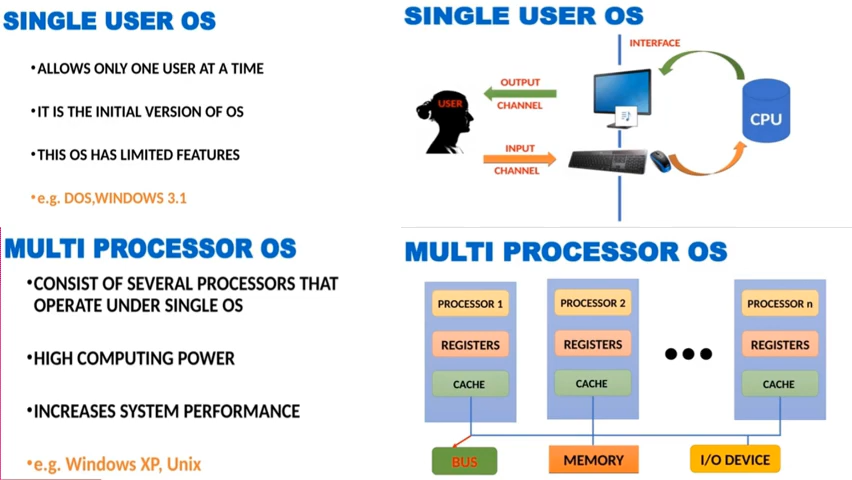 SINGLE USER OS
•ALLOWS ONLY ONE USER AT A TIME
•IT IS THE INITIAL VERSION OF OS
•THIS OS HAS LIMITED FEATURES
•e.g. DOS,WINDOWS 3.1
SINGLE USER OS
INTERFACE
OUTPUT
CHANNEL
USER
CPU
INPUT
CHANNEL
MULTI PROCESSOR OS
•CONSIST OF SEVERAL PROCESSORS THAT
OPERATE UNDER SINGLE OS
•HIGH COMPUTING POWER
•INCREASES SYSTEM PERFORMANCE
•e.g. Windows XP, Unix
MULTI PROCESSOR OS
PROCESSOR 1
REGISTERS
CACHE
PROCESSOR 2
REGISTERS
CACHE
PROCESSOR n
REGISTERS
CACHE
BUS
MEMORY
I/O DEVICE